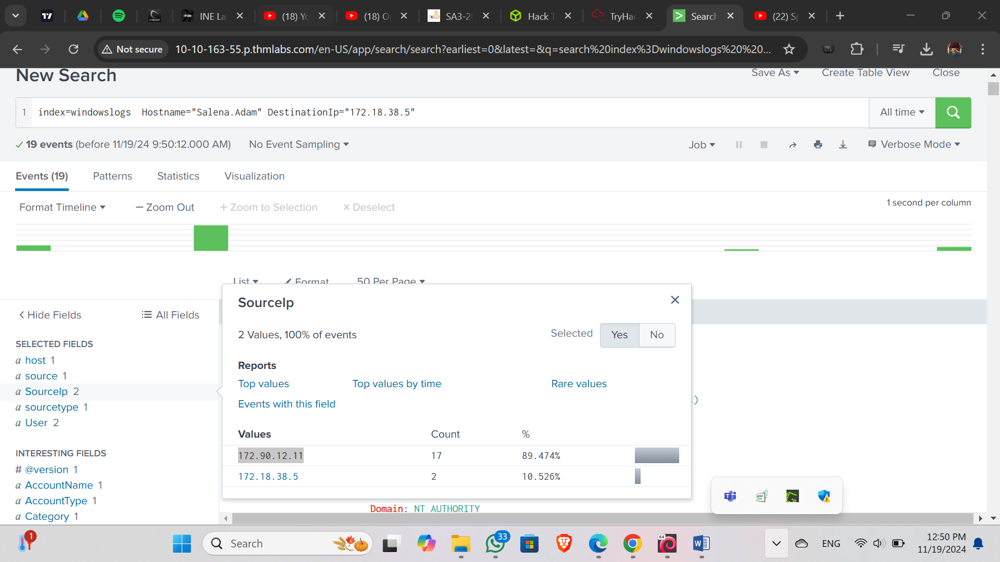 INE La
(18) Yo
(18) O
SA3-20
Hack T
TryHac
Search
(22) Sp
Not secure
10-10-163-55.p.thmlabs.com/en-US/app/search/search?earliest=0&latest=&q=search%20index%3Dwindowslogs%20%20...
New Search
Save As
Create Table View
Close
1
index=windowslogs  Hostname="Salena.Adam" DestinationIp="172.18.38.5"
All time
19 events (before 11/19/24 9:50:12.000 AM)
No Event Sampling
Job
Verbose Mode
Events (19)
Patterns
Statistics
Visualization
Format Timeline
— Zoom Out
+ Zoom to Selection
× Deselect
1 second per column
List
Format
50 Per Page
< Hide Fields
All Fields
SELECTED FIELDS
a host 1
a source 1
a SourceIp 2
a sourcetype 1
a User 2
INTERESTING FIELDS
# @version 1
a AccountName 1
a AccountType 1
a Category 1
SourceIp
2 Values, 100% of events
Selected
Yes
No
Reports
Top values
Top values by time
Rare values
Events with this field
Values
Count
%
172.90.12.11
17
89.474%
172.18.38.5
2
10.526%
Domain: NT AUTHORITY
1
Search
33
64
ENG
12:50 PM
11/19/2024